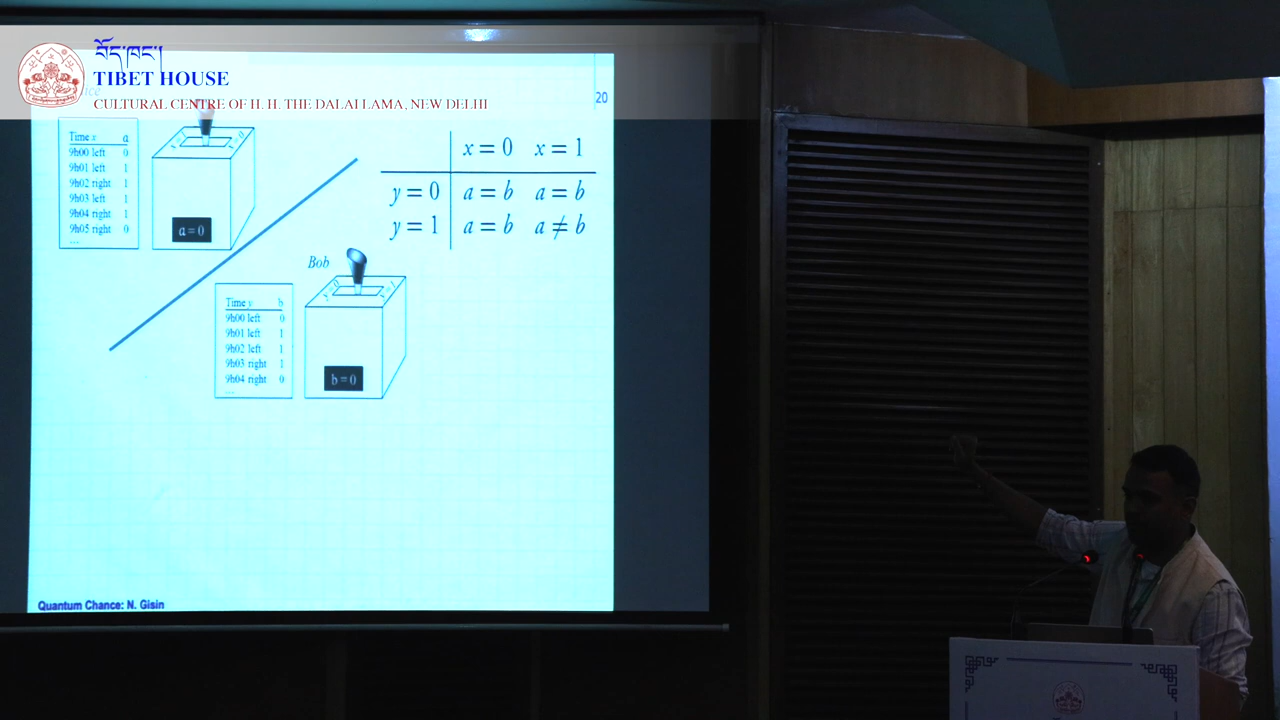 བོད་ཁང་།
TIBET HOUSE
CULTURAL CENTRE OF H. H. THE DALAI LAMA, NEW DELHI
20
Time x a
9h00 left 0
9h01 left 1
9h02 right 1
9h03 left 1
9h04 right 1
9h05 right 0
...
a = 0
x = 0 x = 1
y = 0 a = b a = b
y = 1 a = b a ≠ b
Bob
Time y b
9h00 left 0
9h01 left 1
9h02 left 1
9h03 right 1
9h04 right 0
...
y = 0 y = 1
b = 0
Quantum Chance: N. Gisin